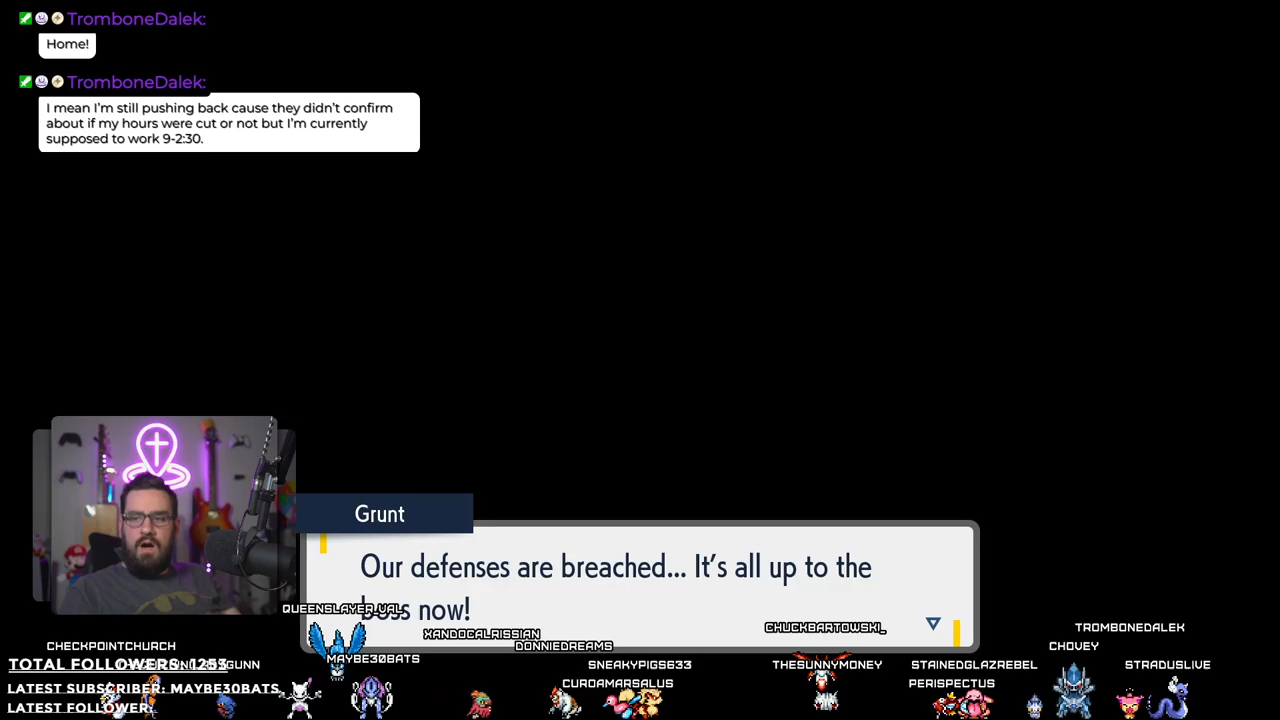 TromboneDalek:
Home!
TromboneDalek:
I mean I'm still pushing back cause they didn't confirm
about if my hours were cut or not but I'm currently
supposed to work 9-2:30.
Grunt
Our defenses are breached... It's all up to the
boss now!
QUEENSLAYER_VAL
XANDOCALRISSIAN
DONNIEDREAMS
CHUCKBARTOWSKI_
TROMBONEDALEK
CHECKPOINTCHURCH
CHOVEY
MAYBE30BATS
SNEAKYPIGS633
THESUNNYMONEY
STAINEDGLAZREBEL
STRADUSLIVE
TOTAL FOLLOWERS: 1255
CUROAMARSALUS
PERISPECTUS
LATEST SUBSCRIBER: MAYBE30BATS
LATEST FOLLOWER: